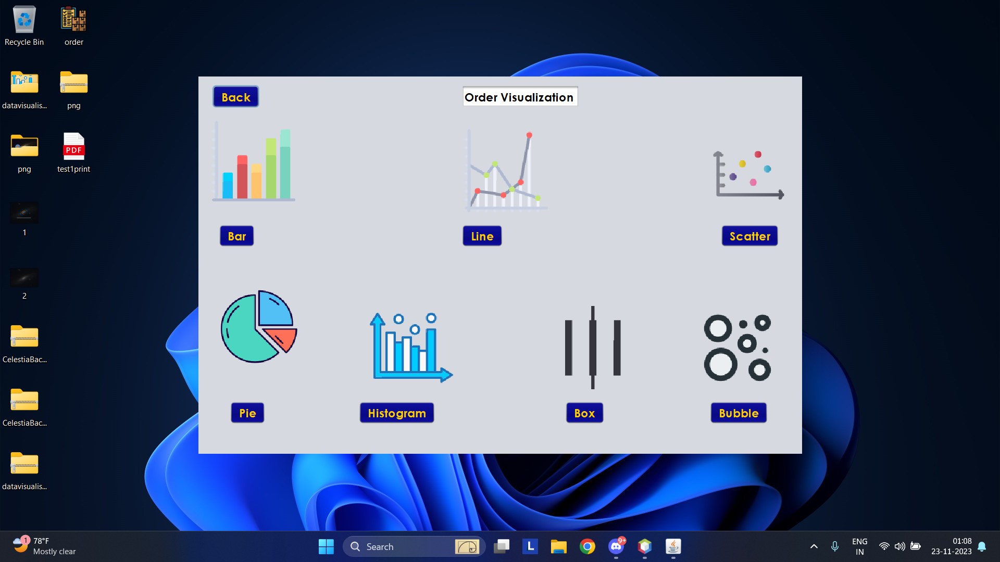 Recycle Bin
order
datavisualis...
png
png
PDF
test1print
1
2
CelestiaBac...
CelestiaBac...
datavisualis...
Back
Order Visualization
Bar
Line
Scatter
Pie
Histogram
Box
Bubble
1
78°F
Mostly clear
Search
L
9+
ENG
IN
01:08
23-11-2023